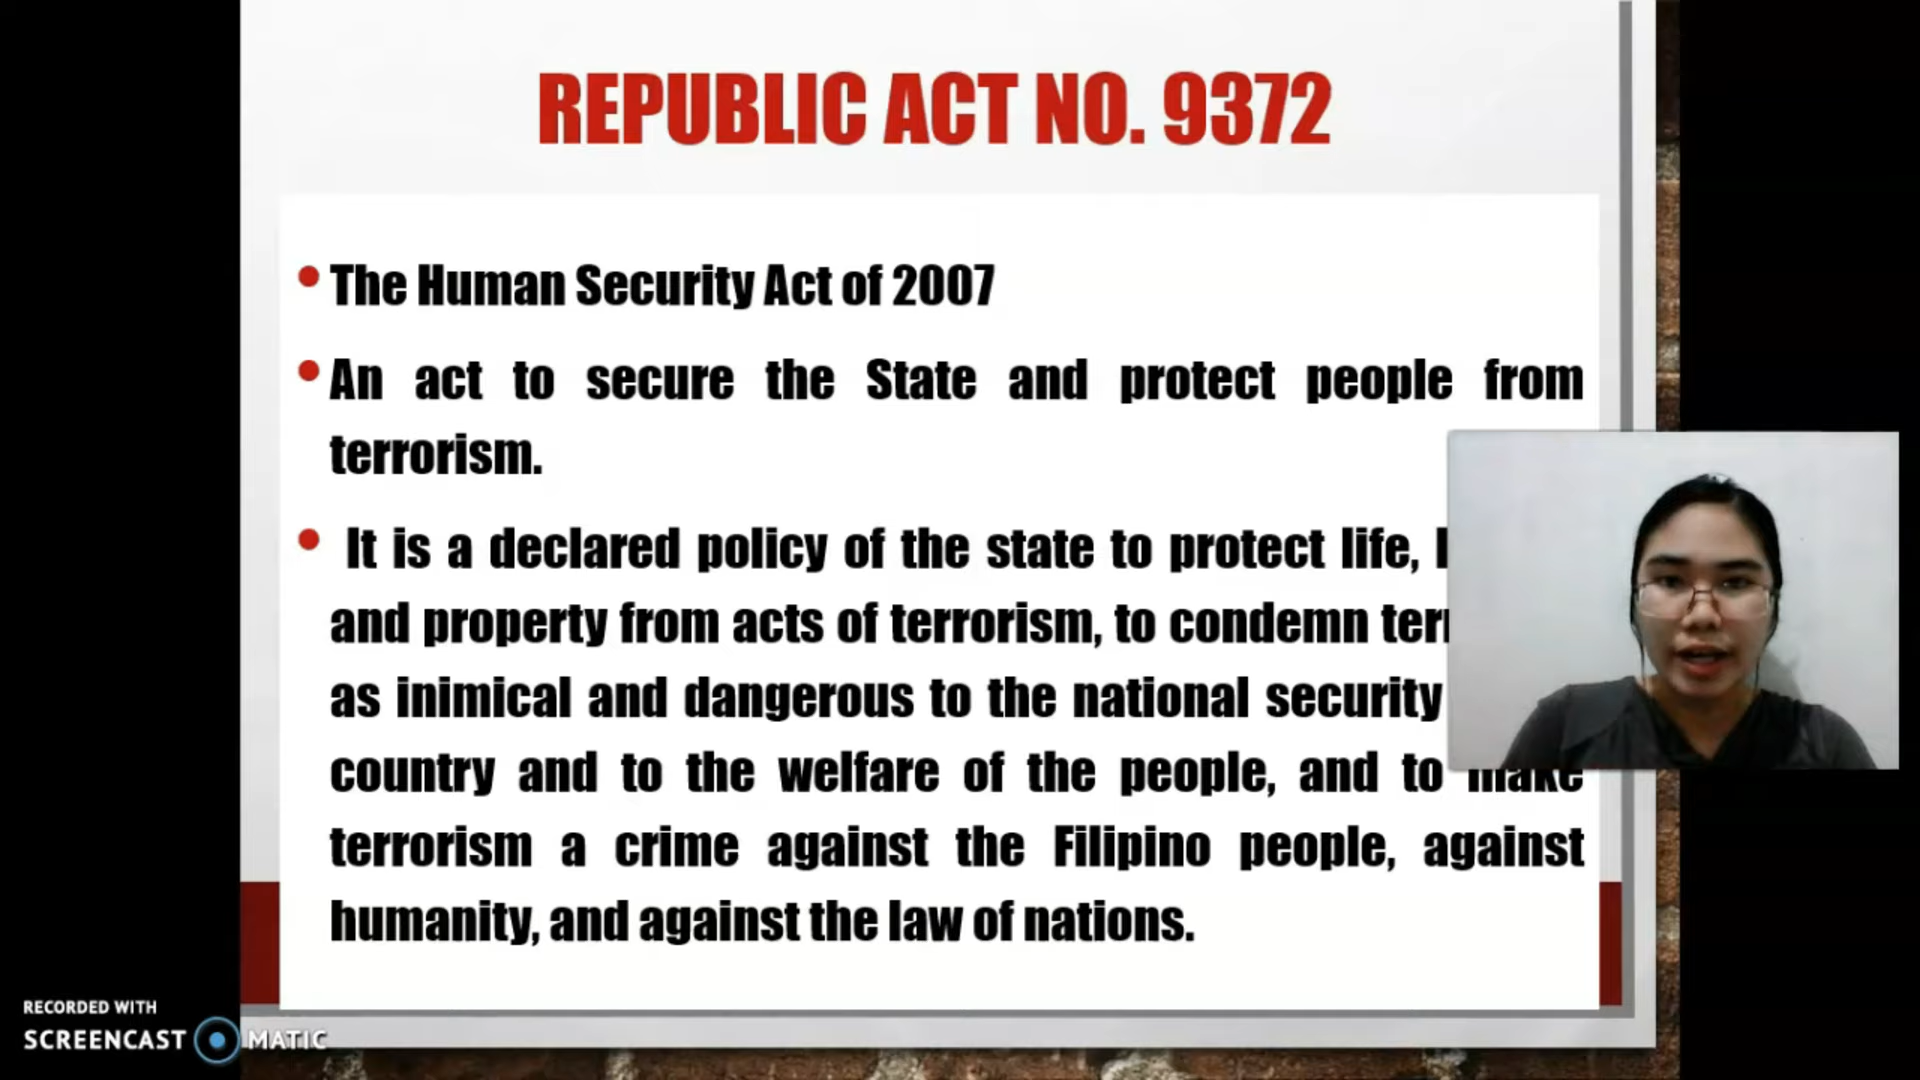 REPUBLIC ACT NO. 9372
• The Human Security Act of 2007
• An act to secure the State and protect people from
terrorism.
• It is a declared policy of the state to protect life,
and property from acts of terrorism, to condemn
as inimical and dangerous to the national security
country and to the welfare of the people, and to make
terrorism a crime against the Filipino people, against
humanity, and against the law of nations.
RECORDED WITH
SCREENCAST MATIC